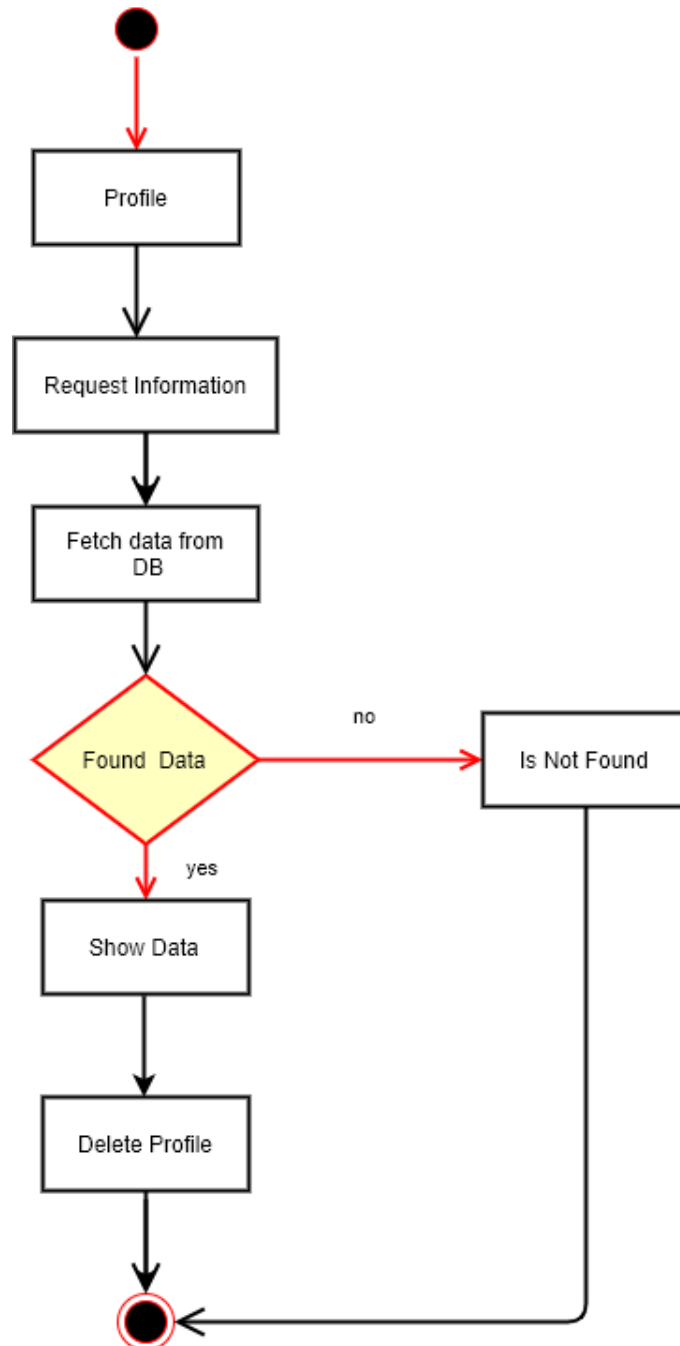 Profile
Request Information
Fetch data from
DB
Found  Data
no
Is Not Found
yes
Show Data
Delete Profile